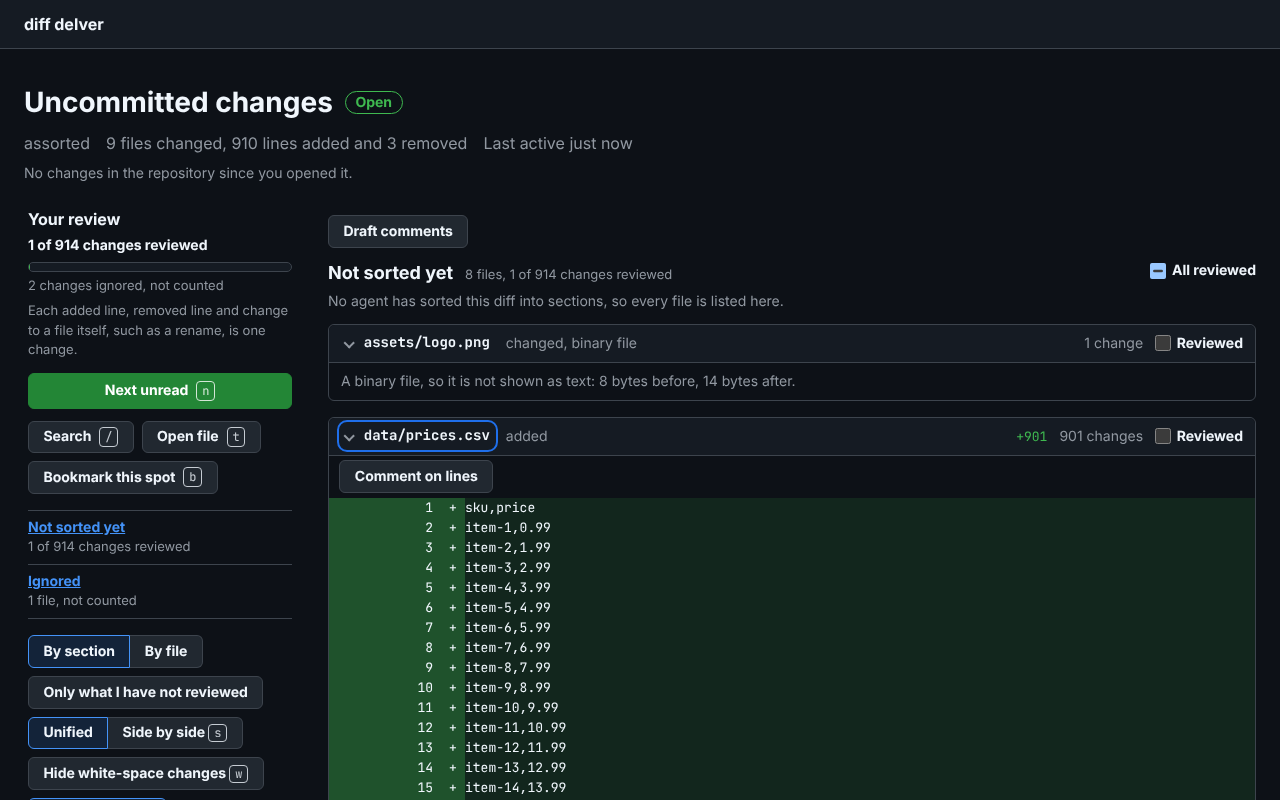 diff delver
Uncommitted changes Open
assorted 9 files changed, 910 lines added and 3 removed Last active just now
No changes in the repository since you opened it.
Your review
1 of 914 changes reviewed
2 changes ignored, not counted
Each added line, removed line and change
to a file itself, such as a rename, is one
change.
Next unread n
Search / Open file t
Bookmark this spot b
Not sorted yet
1 of 914 changes reviewed
Ignored
1 file, not counted
By section By file
Only what I have not reviewed
Unified Side by side s
Hide white-space changes w
Draft comments
Not sorted yet 8 files, 1 of 914 changes reviewed All reviewed
No agent has sorted this diff into sections, so every file is listed here.
assets/logo.png changed, binary file 1 change Reviewed
A binary file, so it is not shown as text: 8 bytes before, 14 bytes after.
data/prices.csv added +901 901 changes Reviewed
Comment on lines
1 + sku,price
2 + item-1,0.99
3 + item-2,1.99
4 + item-3,2.99
5 + item-4,3.99
6 + item-5,4.99
7 + item-6,5.99
8 + item-7,6.99
9 + item-8,7.99
10 + item-9,8.99
11 + item-10,9.99
12 + item-11,10.99
13 + item-12,11.99
14 + item-13,12.99
15 + item-14,13.99